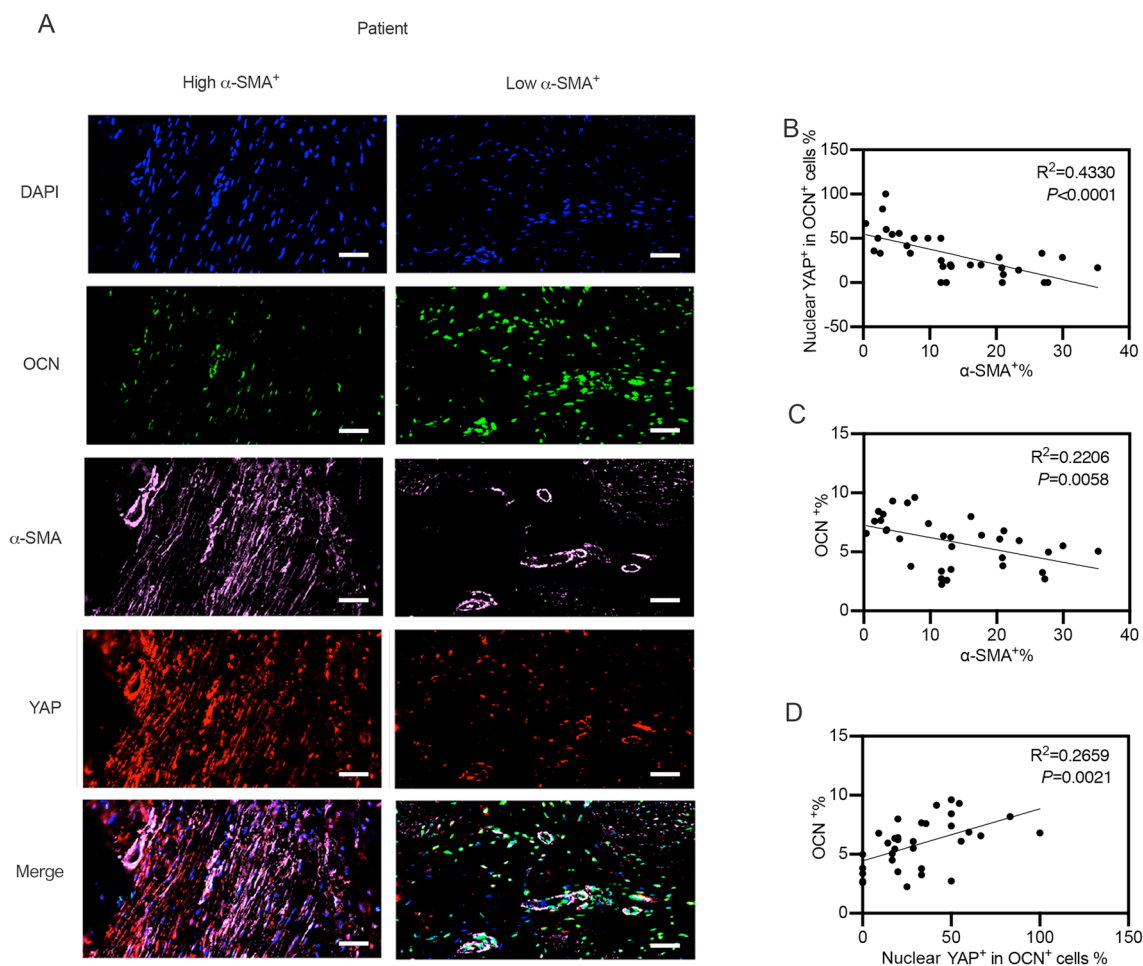 A
Patient
High α-SMA⁺
Low α-SMA⁺
DAPI
OCN
α-SMA
YAP
Merge
B
Nuclear YAP⁺ in OCN⁺ cells %
150
100
50
0
-50
R²=0.4330
P<0.0001
0 10 20 30 40
α-SMA⁺%
C
OCN ⁺%
15
10
5
0
R²=0.2206
P=0.0058
0 10 20 30 40
α-SMA⁺%
D
OCN ⁺%
15
10
5
0
R²=0.2659
P=0.0021
0 50 100 150
Nuclear YAP⁺ in OCN⁺ cells %